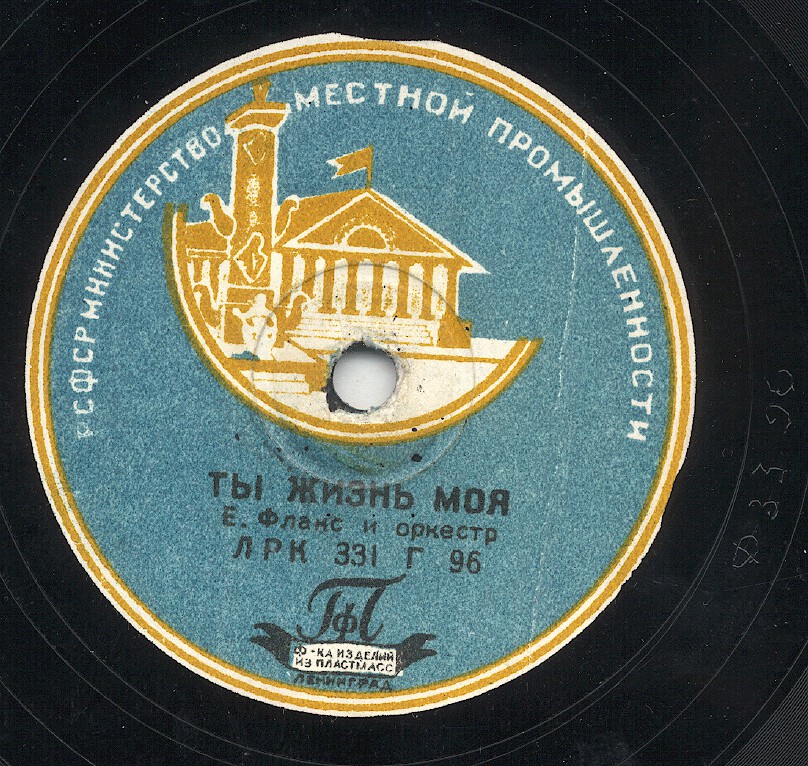 РСФСР МИНИСТЕРСТВО МЕСТНОЙ ПРОМЫШЛЕННОСТИ
ТЫ ЖИЗНЬ МОЯ
Е. Флакс и оркестр
ЛРК 331 Г 96
ГФП
Ф-КА ИЗДЕЛИЙ
ИЗ ПЛАСТМАСС
ЛЕНИНГРАД